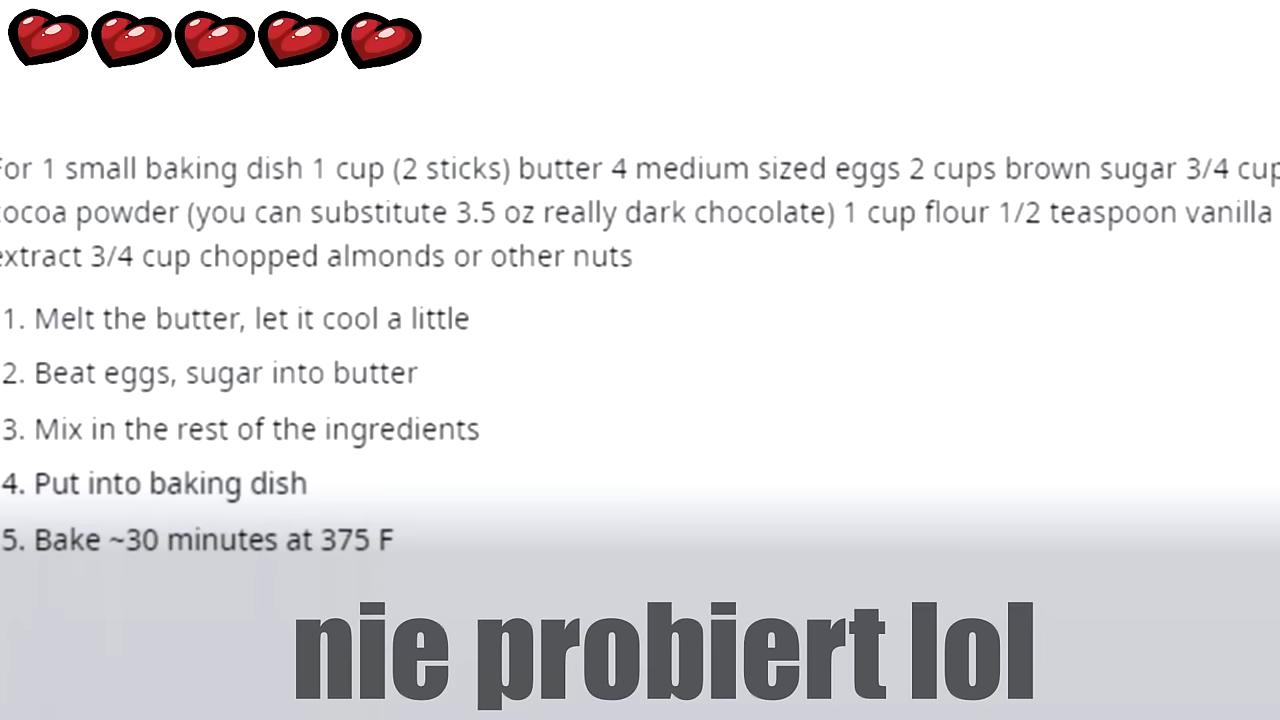 For 1 small baking dish 1 cup (2 sticks) butter 4 medium sized eggs 2 cups brown sugar 3/4 cup
cocoa powder (you can substitute 3.5 oz really dark chocolate) 1 cup flour 1/2 teaspoon vanilla
extract 3/4 cup chopped almonds or other nuts
1. Melt the butter, let it cool a little
2. Beat eggs, sugar into butter
3. Mix in the rest of the ingredients
4. Put into baking dish
5. Bake ~30 minutes at 375 F
nie probiert lol